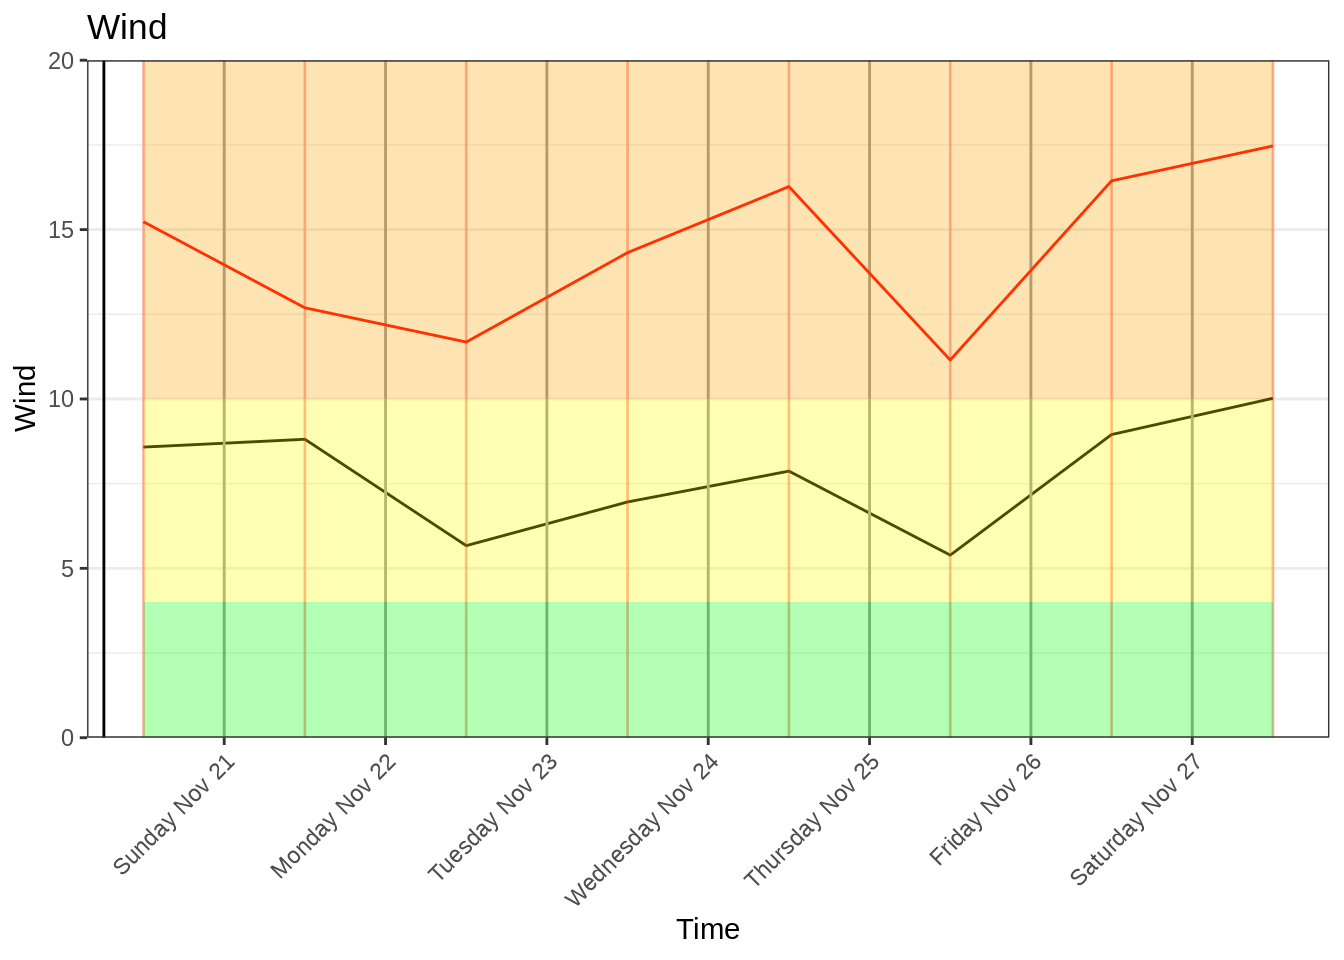 Wind
20
15
10
5
0
Wind
Sunday Nov 21
Monday Nov 22
Tuesday Nov 23
Wednesday Nov 24
Thursday Nov 25
Friday Nov 26
Saturday Nov 27
Time